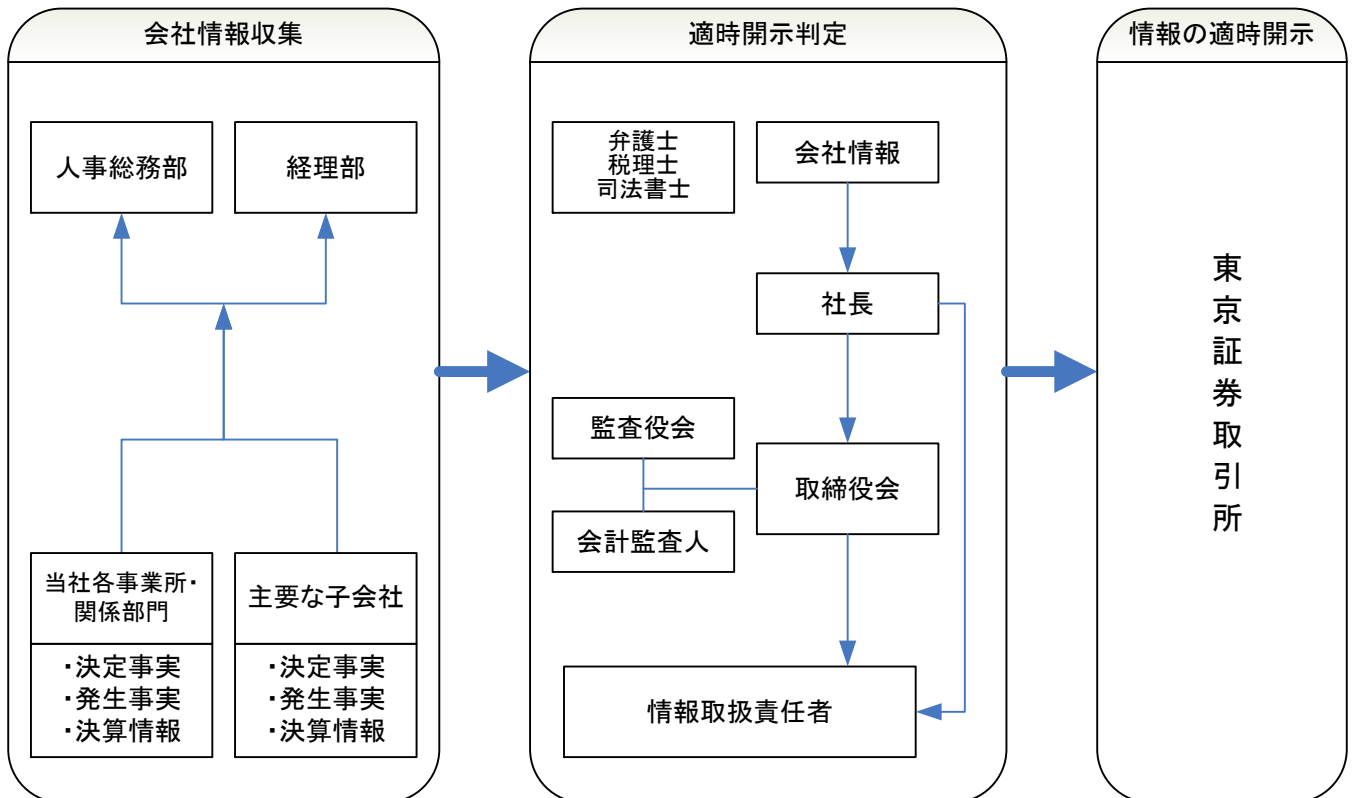 会社情報収集
人事総務部
経理部
当社各事業所・
関係部門
・決定事実
・発生事実
・決算情報
主要な子会社
・決定事実
・発生事実
・決算情報
適時開示判定
弁護士
税理士
司法書士
会社情報
社長
監査役会
取締役会
会計監査人
情報取扱責任者
情報の適時開示
東京証券取引所